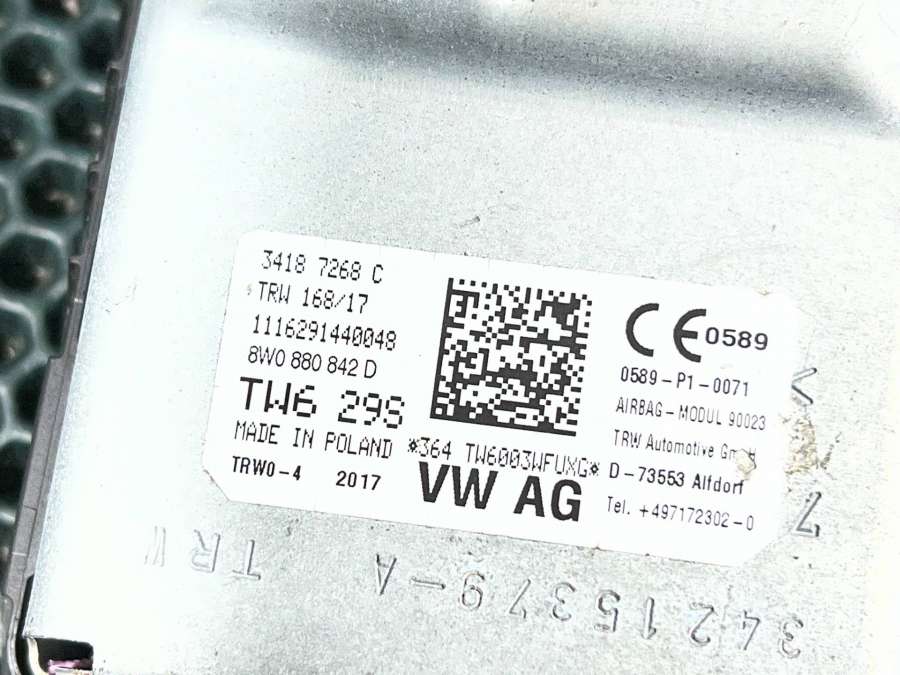 3418 7268 C
TRW 168/17
1116291440048
8W0 880 842 D
TW6 29S
MADE IN POLAND *364 TW6003WFUXG*
TRW0-4 2017 VW AG
CE 0589
0589-P1-0071
AIRBAG-MODUL 90023
TRW Automotive GmbH
D-73553 Alfdorf
Tel. +497172302-0
34215379-A TRW